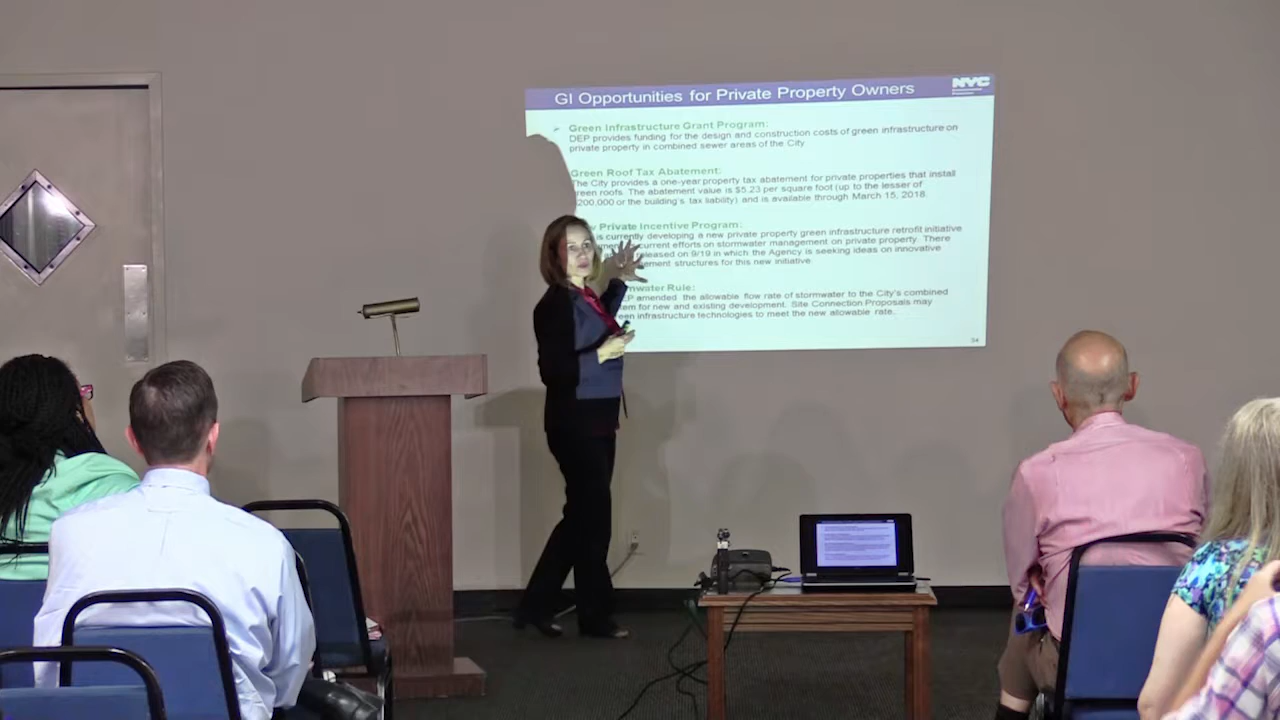 GI Opportunities for Private Property Owners
NYC
Green Infrastructure Grant Program:
DEP provides funding for the design and construction costs of green infrastructure on
private property in combined sewer areas of the City
Green Roof Tax Abatement:
The City provides a one-year property tax abatement for private properties that install
green roofs. The abatement value is $5.23 per square foot (up to the lesser of
200,000 or the building's tax liability) and is available through March 15, 2018.
Private Incentive Program:
is currently developing a new private property green infrastructure retrofit initiative
current efforts on stormwater management on private property. There
released on 9/19 in which the Agency is seeking ideas on innovative
structures for this new initiative.
Rule:
amended the allowable flow rate of stormwater to the City's combined
for new and existing development. Site Connection Proposals may
infrastructure technologies to meet the new allowable rate.
34